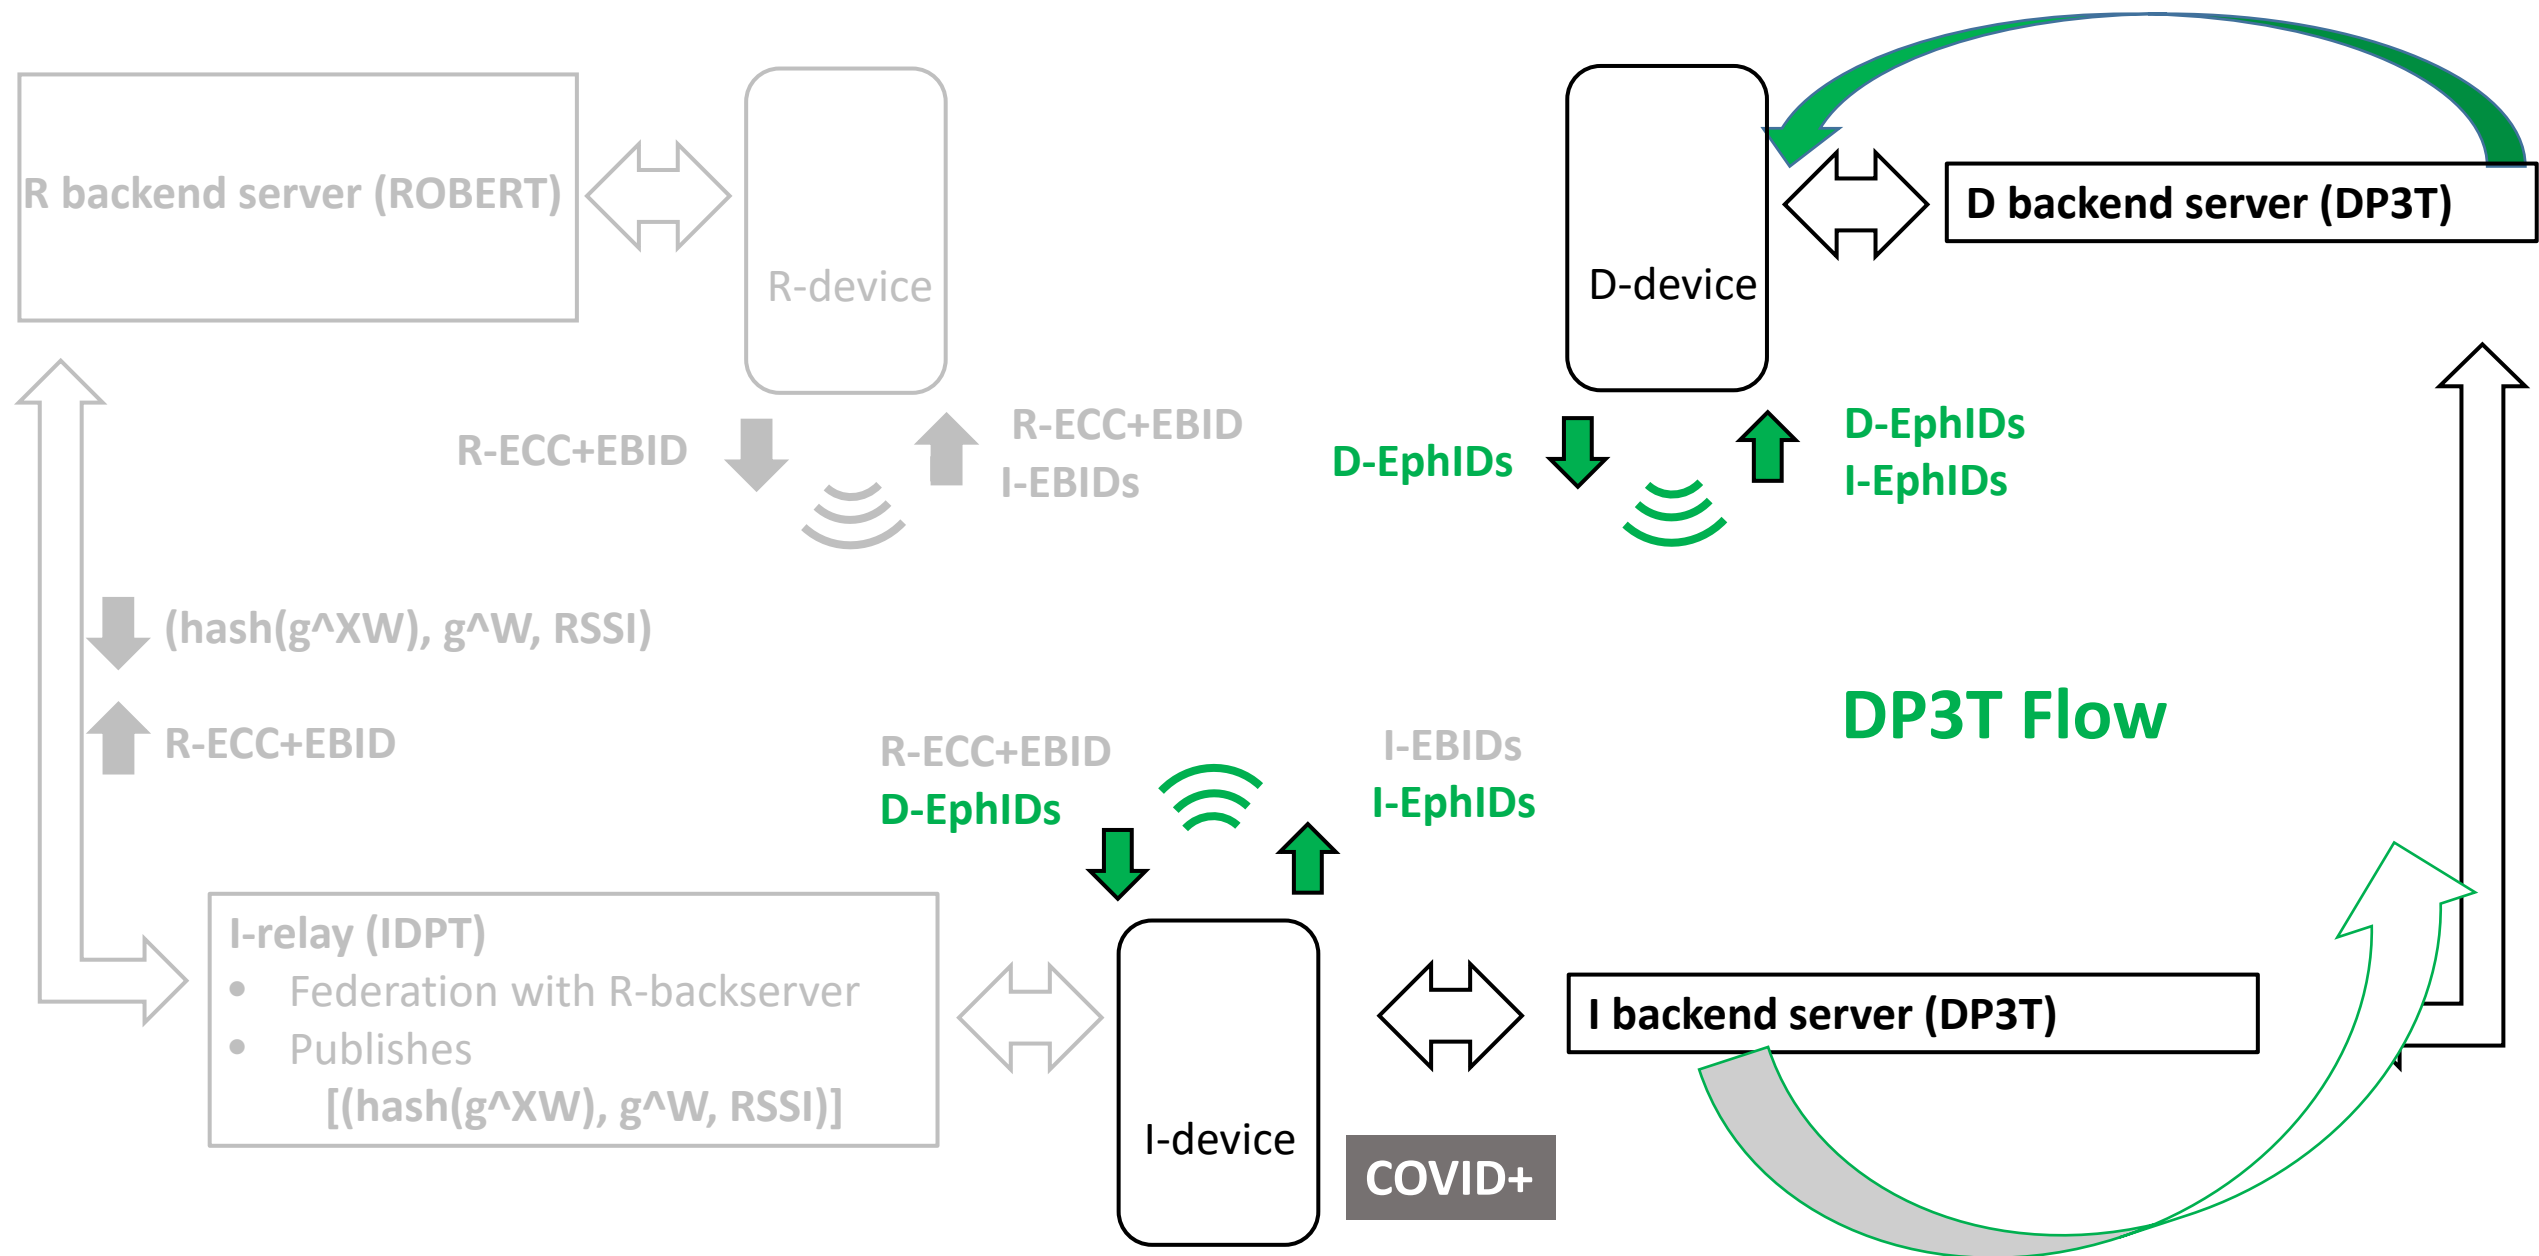 R backend server (ROBERT)
R-device
D-device
D backend server (DP3T)
R-ECC+EBID
R-ECC+EBID
I-EBIDs
D-EphIDs
D-EphIDs
I-EphIDs
(hash(g^XW), g^W, RSSI)
R-ECC+EBID
DP3T Flow
R-ECC+EBID
D-EphIDs
I-EBIDs
I-EphIDs
I-relay (IDPT)
• Federation with R-backserver
• Publishes
[(hash(g^XW), g^W, RSSI)]
I-device
I backend server (DP3T)
COVID+